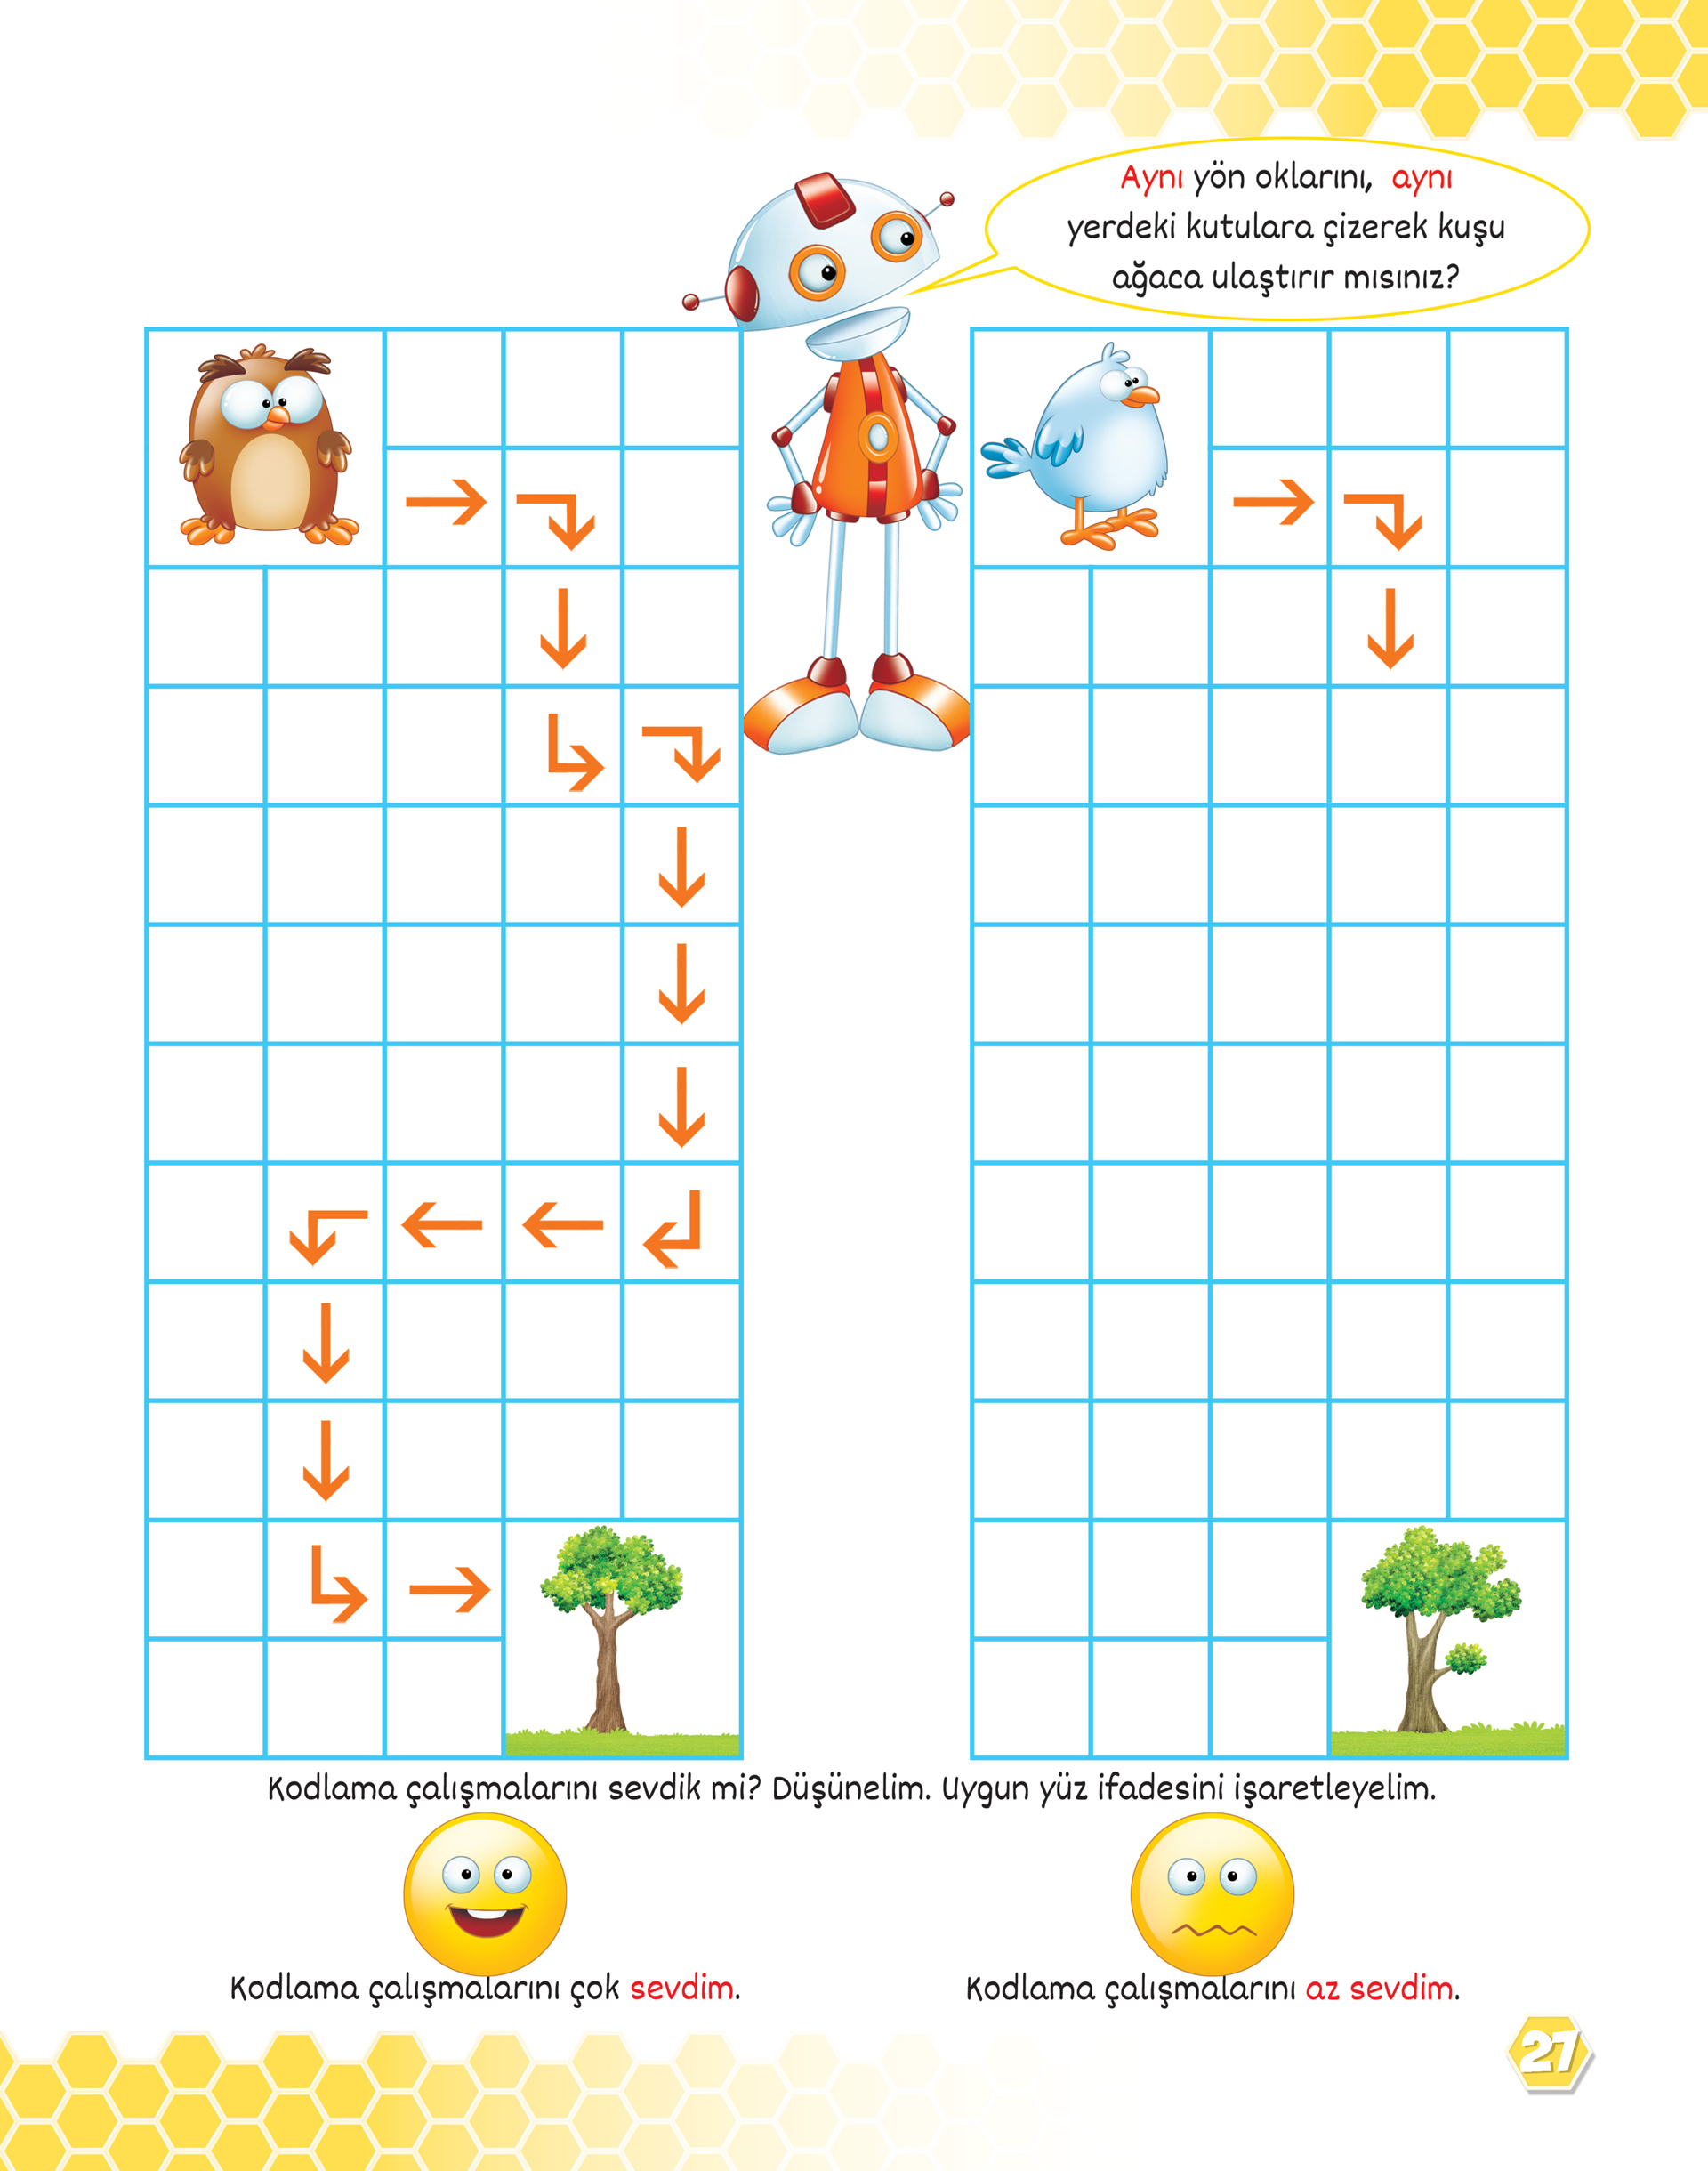 Aynı yön oklarını, aynı
yerdeki kutulara çizerek kuşu
ağaca ulaştırır mısınız?
Kodlama çalışmalarını sevdik mi? Düşünelim. Uygun yüz ifadesini işaretleyelim.
Kodlama çalışmalarını çok sevdim.
Kodlama çalışmalarını az sevdim.
27